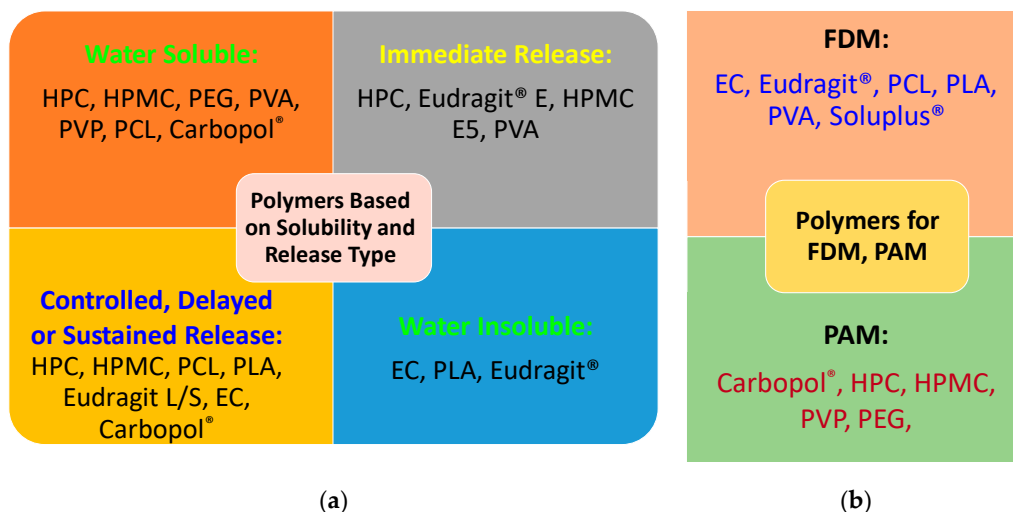 Water Soluble:
HPC, HPMC, PEG, PVA,
PVP, PCL, Carbopol®
Immediate Release:
HPC, Eudragit® E, HPMC
E5, PVA
Polymers Based
on Solubility and
Release Type
Controlled, Delayed
or Sustained Release:
HPC, HPMC, PCL, PLA,
Eudragit L/S, EC,
Carbopol®
Water Insoluble:
EC, PLA, Eudragit®
(a)
FDM:
EC, Eudragit®, PCL, PLA,
PVA, Soluplus®
Polymers for
FDM, PAM
PAM:
Carbopol®, HPC, HPMC,
PVP, PEG,
(b)